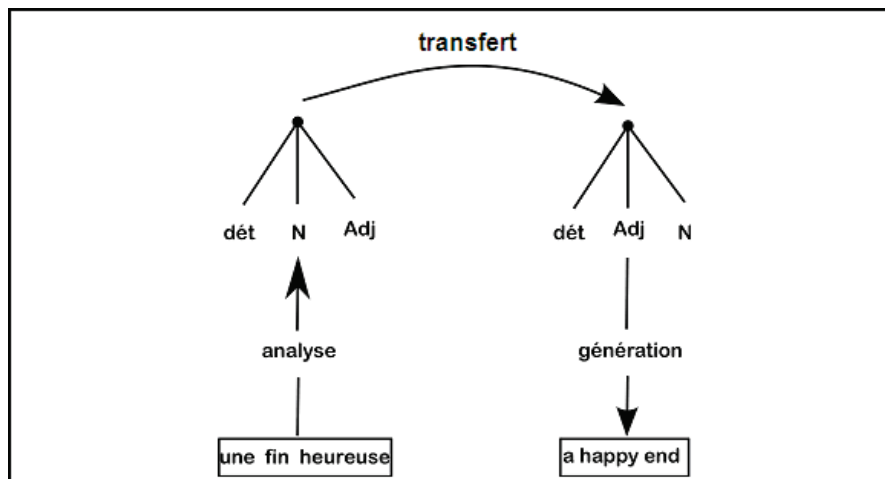 transfert
dét N Adj
dét Adj N
analyse
génération
une fin heureuse
a happy end